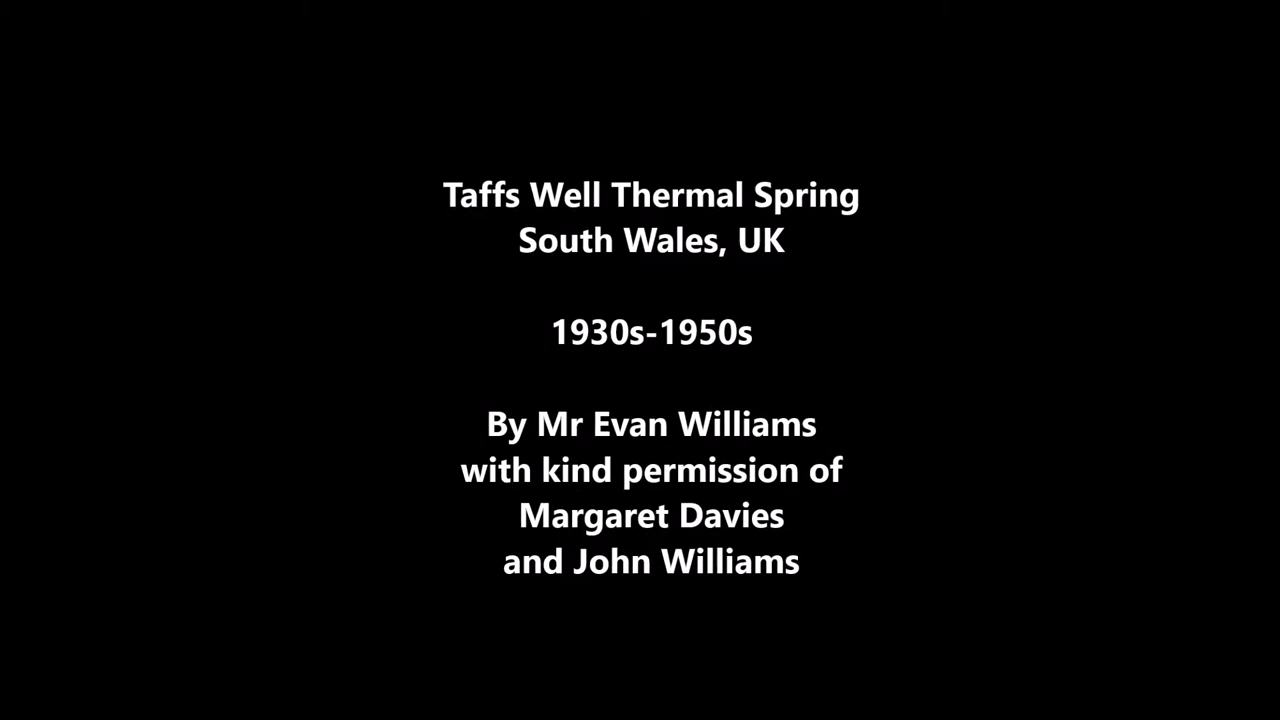 Taffs Well Thermal Spring
South Wales, UK
1930s-1950s
By Mr Evan Williams
with kind permission of
Margaret Davies
and John Williams